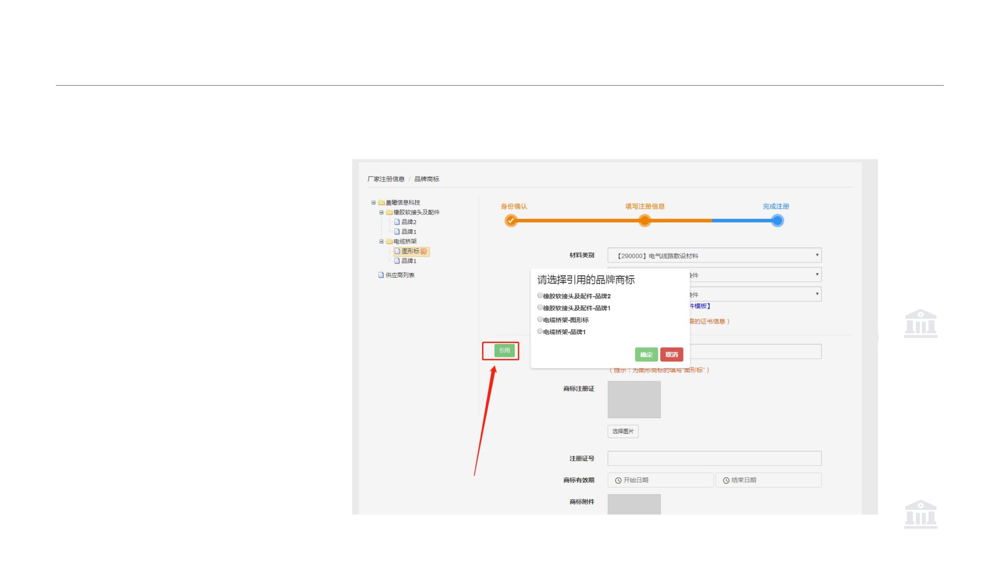 厂家注册信息 / 品牌商标
晨曦信息科技
橡胶软接头及配件
品牌2
品牌1
电缆桥架
图形标
品牌1
供应商列表
身份确认
填写注册信息
完成注册
材料类别
【290000】电气线路敷设材料
件
件
件模板】
的证书信息）
请选择引用的品牌商标
橡胶软接头及配件-品牌2
橡胶软接头及配件-品牌1
电缆桥架-图形标
电缆桥架-品牌1
确定 取消
引用
（提示：为图形商标的填写“图形标”）
商标注册证
选择图片
注册证号
商标有效期
开始日期
结束日期
商标附件